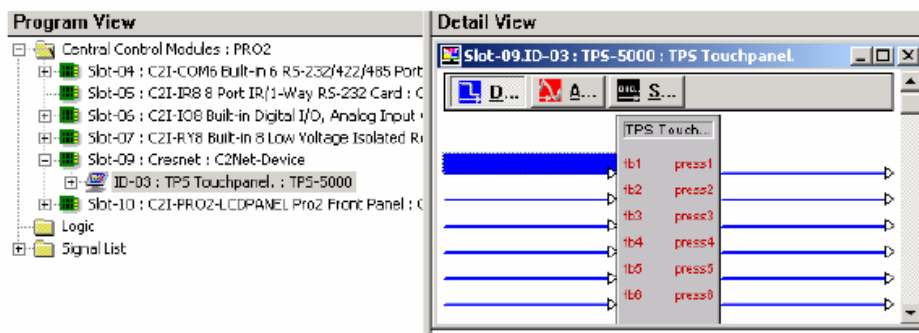 Program View
Central Control Modules : PRO2
Slot-04 : C2I-COM6 Built-in 6 RS-232/422/485 Port
Slot-05 : C2I-IR8 8 Port IR/1-Way RS-232 Card : C
Slot-06 : C2I-IO8 Built-in Digital I/O, Analog Input
Slot-07 : C2I-RY8 Built-in 8 Low Voltage Isolated R
Slot-09 : Cresnet : C2Net-Device
ID-03 : TPS Touchpanel. : TPS-5000
Slot-10 : C2I-PRO2-LCDPANEL Pro2 Front Panel : C
Logic
Signal List
Detail View
Slot-09.ID-03 : TPS-5000 : TPS Touchpanel.
D... A... S...
TPS Touch...
fb1 press1
fb2 press2
fb3 press3
fb4 press4
fb5 press5
fb6 press6